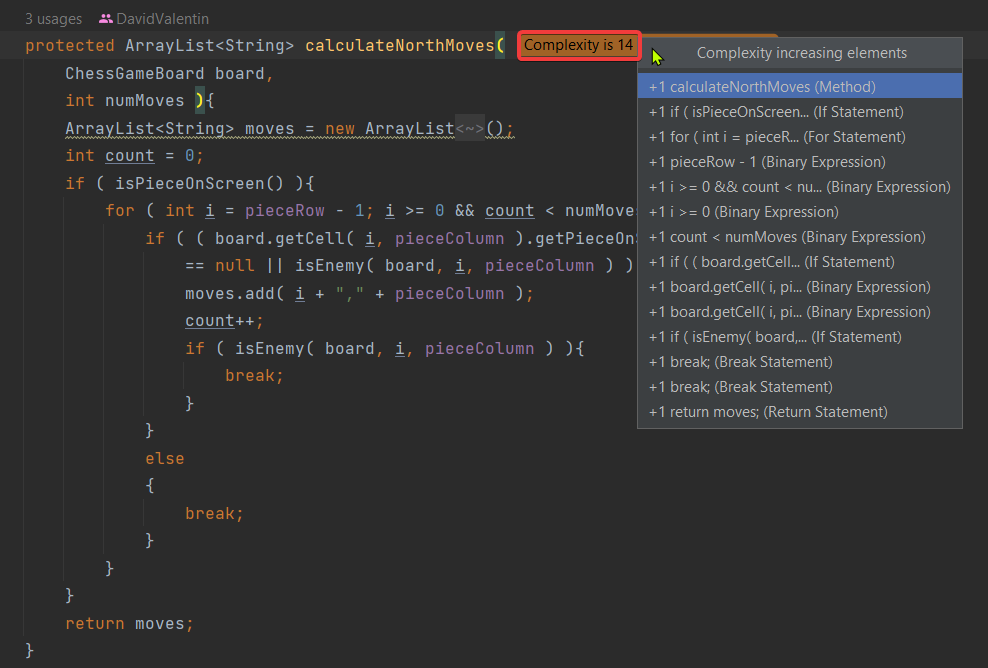 3 usages DavidValentin
protected ArrayList<String> calculateNorthMoves( Complexity is 14
ChessGameBoard board,
int numMoves ){
ArrayList<String> moves = new ArrayList<~>();
int count = 0;
if ( isPieceOnScreen() ){
for ( int i = pieceRow - 1; i >= 0 && count < numMoves
if ( ( board.getCell( i, pieceColumn ).getPieceOnS
== null || isEnemy( board, i, pieceColumn ) )
moves.add( i + "," + pieceColumn );
count++;
if ( isEnemy( board, i, pieceColumn ) ){
break;
}
}
else
{
break;
}
}
}
return moves;
}
Complexity increasing elements
+1 calculateNorthMoves (Method)
+1 if ( isPieceOnScreen... (If Statement)
+1 for ( int i = pieceR... (For Statement)
+1 pieceRow - 1 (Binary Expression)
+1 i >= 0 && count < nu... (Binary Expression)
+1 i >= 0 (Binary Expression)
+1 count < numMoves (Binary Expression)
+1 if ( ( board.getCell... (If Statement)
+1 board.getCell( i, pi... (Binary Expression)
+1 board.getCell( i, pi... (Binary Expression)
+1 if ( isEnemy( board,... (If Statement)
+1 break; (Break Statement)
+1 break; (Break Statement)
+1 return moves; (Return Statement)